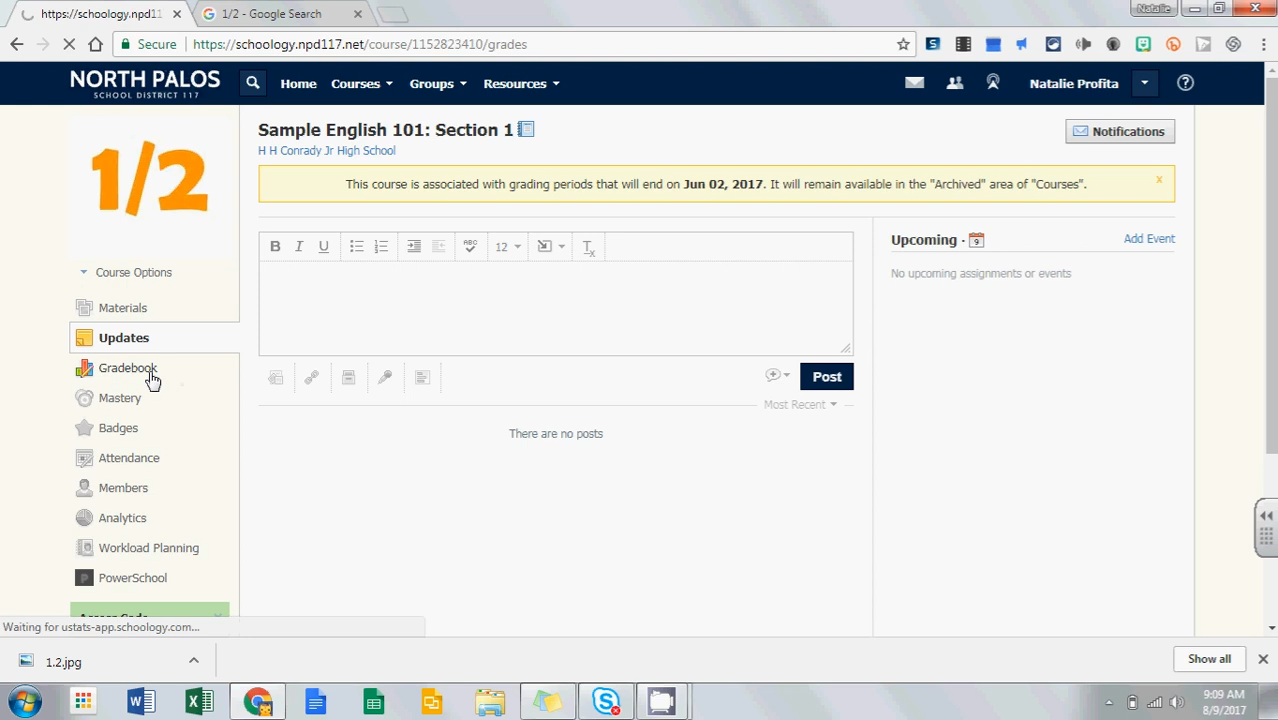 https://schoology.npd11
1/2 - Google Search
Natalie
Secure
https://schoology.npd117.net/course/1153823410/grades
NORTH PALOS
SCHOOL DISTRICT 117
Home
Courses
Groups
Resources
Natalie Profita
1/2
Course Options
Materials
Updates
Gradebook
Mastery
Badges
Attendance
Members
Analytics
Workload Planning
PowerSchool
Sample English 101: Section 1
H H Conrady Jr High School
Notifications
This course is associated with grading periods that will end on Jun 02, 2017. It will remain available in the "Archived" area of "Courses".
x
B I U
ABC
12
Tx
Post
Most Recent
There are no posts
Upcoming · 9
Add Event
No upcoming assignments or events
Waiting for ustats-app.schoology.com...
1.2.jpg
Show all
9:09 AM
8/9/2017